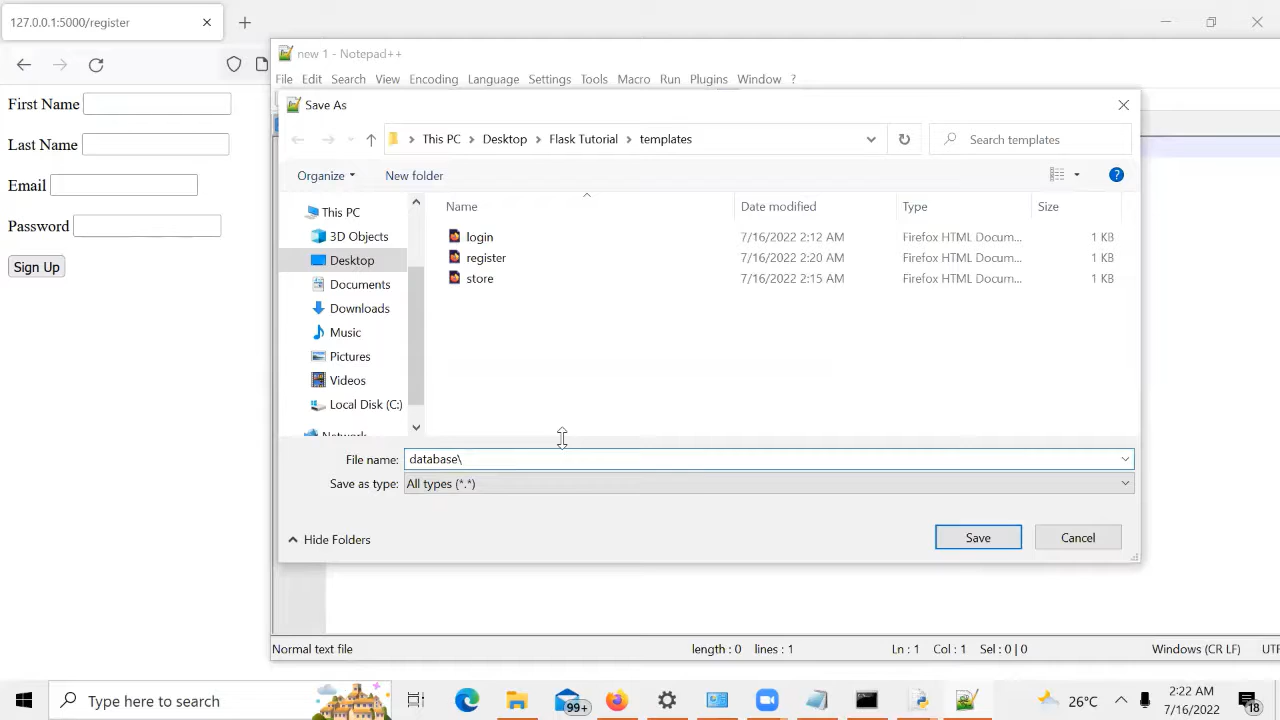 127.0.0.1:5000/register
First Name
Last Name
Email
Password
Sign Up
new 1 - Notepad++
File Edit Search View Encoding Language Settings Tools Macro Run Plugins Window ?
Save As
This PC > Desktop > Flask Tutorial > templates
Search templates
Organize
New folder
This PC
3D Objects
Desktop
Documents
Downloads
Music
Pictures
Videos
Local Disk (C:)
Network
Name Date modified Type Size
login 7/16/2022 2:12 AM Firefox HTML Docum... 1 KB
register 7/16/2022 2:20 AM Firefox HTML Docum... 1 KB
store 7/16/2022 2:15 AM Firefox HTML Docum... 1 KB
File name: database\
Save as type: All types (*.*)
Hide Folders
Save
Cancel
Normal text file length : 0 lines : 1 Ln : 1 Col : 1 Sel : 0 | 0 Windows (CR LF) UTF
Type here to search
99+
26°C
2:22 AM
7/16/2022
18